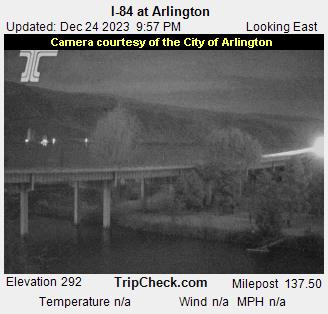 I-84 at Arlington
Updated: Dec 24 2023 9:57 PM Looking East
Camera courtesy of the City of Arlington
Elevation 292 TripCheck.com Milepost 137.50
Temperature n/a Wind n/a MPH n/a